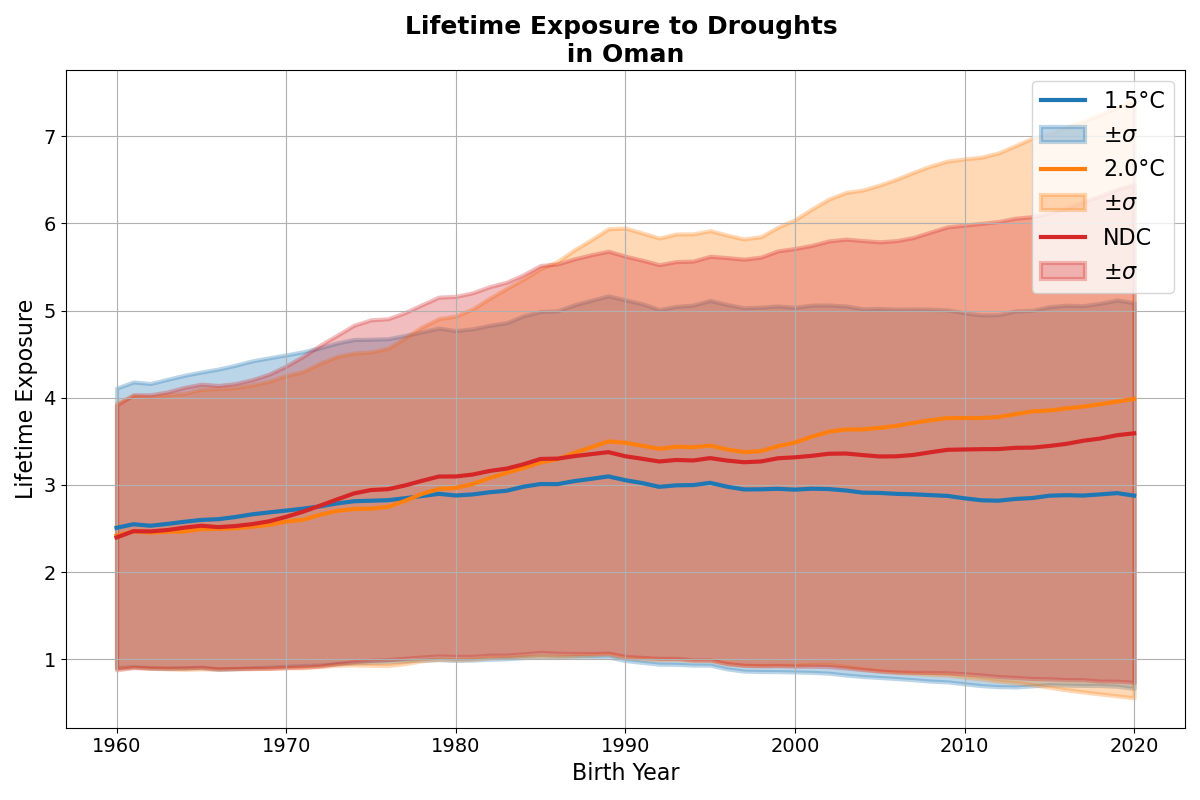 Lifetime Exposure to Droughts
in Oman
Lifetime Exposure
7
6
5
4
3
2
1
1960 1970 1980 1990 2000 2010 2020
Birth Year
1.5°C
±σ
2.0°C
±σ
NDC
±σ